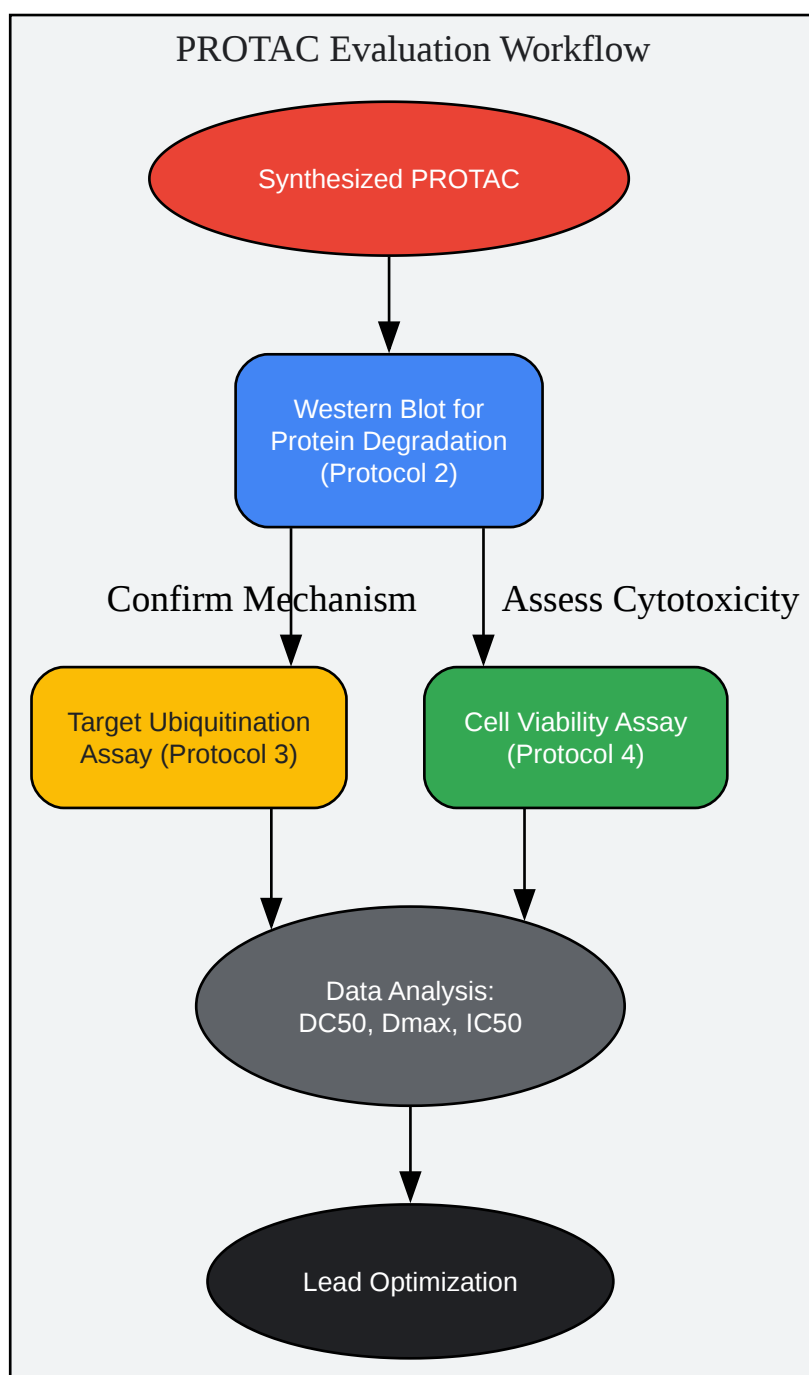 PROTAC Evaluation Workflow
Synthesized PROTAC
Western Blot for
Protein Degradation
(Protocol 2)
Confirm Mechanism
Assess Cytotoxicity
Target Ubiquitination
Assay (Protocol 3)
Cell Viability Assay
(Protocol 4)
Data Analysis:
DC50, Dmax, IC50
Lead Optimization